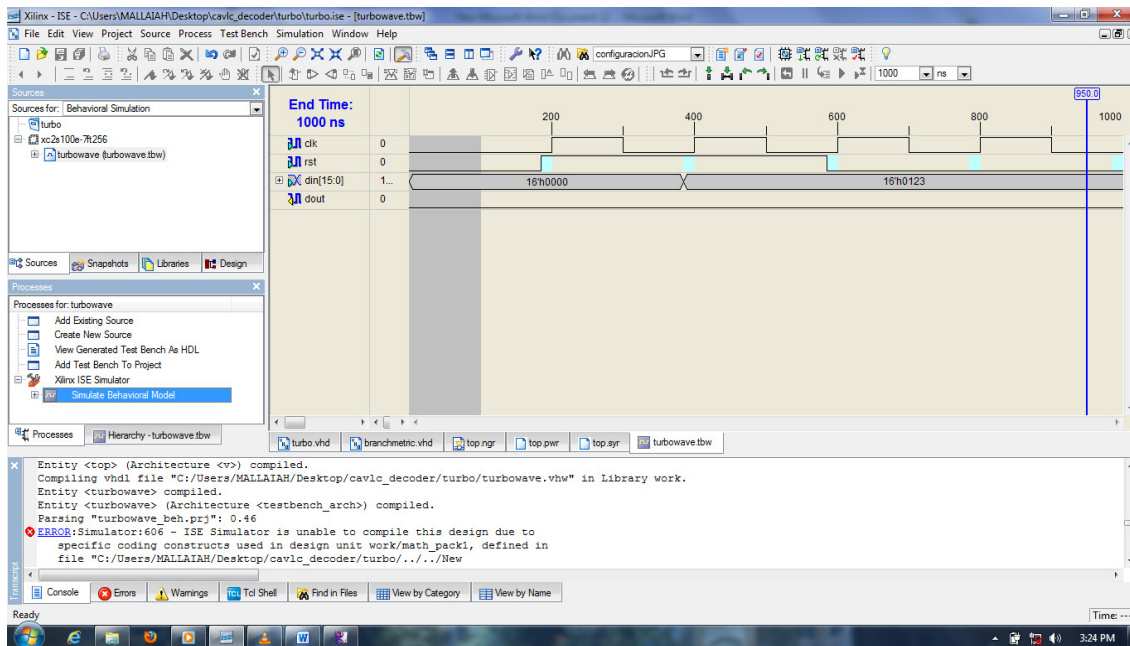 Xilinx - ISE - C:\Users\MALLAIAH\Desktop\cavlc_decoder\turbo\turbo.ise - [turbowave.tbw]
File Edit View Project Source Process Test Bench Simulation Window Help
configuracionJPG
1000 ns
Sources
Sources for: Behavioral Simulation
turbo
xc2s100e-7ft256
turbowave (turbowave.tbw)
Sources Snapshots Libraries Design
Processes
Processes for: turbowave
Add Existing Source
Create New Source
View Generated Test Bench As HDL
Add Test Bench To Project
Xilinx ISE Simulator
Simulate Behavioral Model
Processes Hierarchy - turbowave.tbw
End Time:
1000 ns
950.0
200 400 600 800 1000
clk 0
rst 0
din[15:0] 1... 16'h0000 16'h0123
dout 0
turbo.vhd branchmetric.vhd top.ngr top.pwr top.syr turbowave.tbw
Entity <top> (Architecture <v>) compiled.
Compiling vhdl file "C:/Users/MALLAIAH/Desktop/cavlc_decoder/turbo/turbowave.vhw" in Library work.
Entity <turbowave> compiled.
Entity <turbowave> (Architecture <testbench_arch>) compiled.
Parsing "turbowave_beh.prj": 0.46
ERROR:Simulator:606 - ISE Simulator is unable to compile this design due to
specific coding constructs used in design unit work/math_pack1, defined in
file "C:/Users/MALLAIAH/Desktop/cavlc_decoder/turbo/../../New
Transcript
Console Errors Warnings Tcl Shell Find in Files View by Category View by Name
Ready
Time: ---
3:24 PM